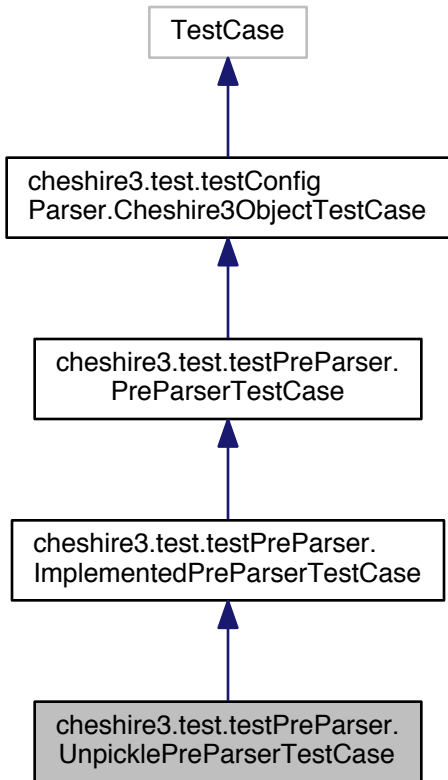 TestCase
cheshire3.test.testConfig
Parser.Cheshire3ObjectTestCase
cheshire3.test.testPreParser.
PreParserTestCase
cheshire3.test.testPreParser.
ImplementedPreParserTestCase
cheshire3.test.testPreParser.
UnpicklePreParserTestCase